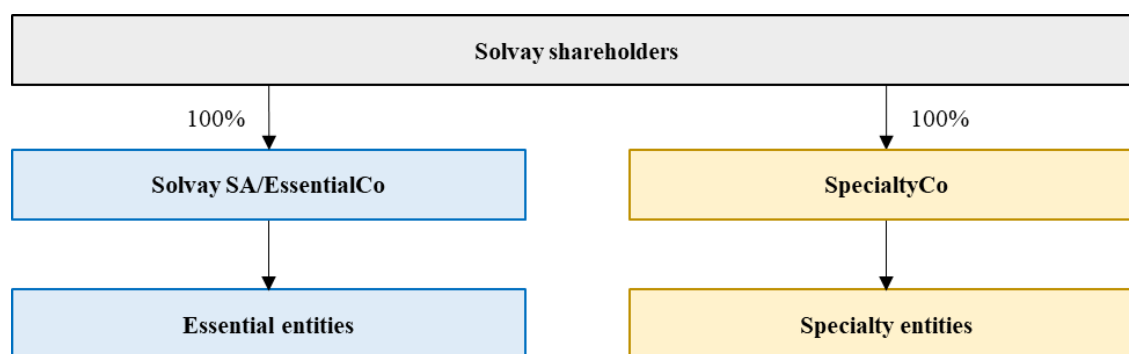 Solvay shareholders
100%
100%
Solvay SA/EssentialCo
SpecialtyCo
Essential entities
Specialty entities